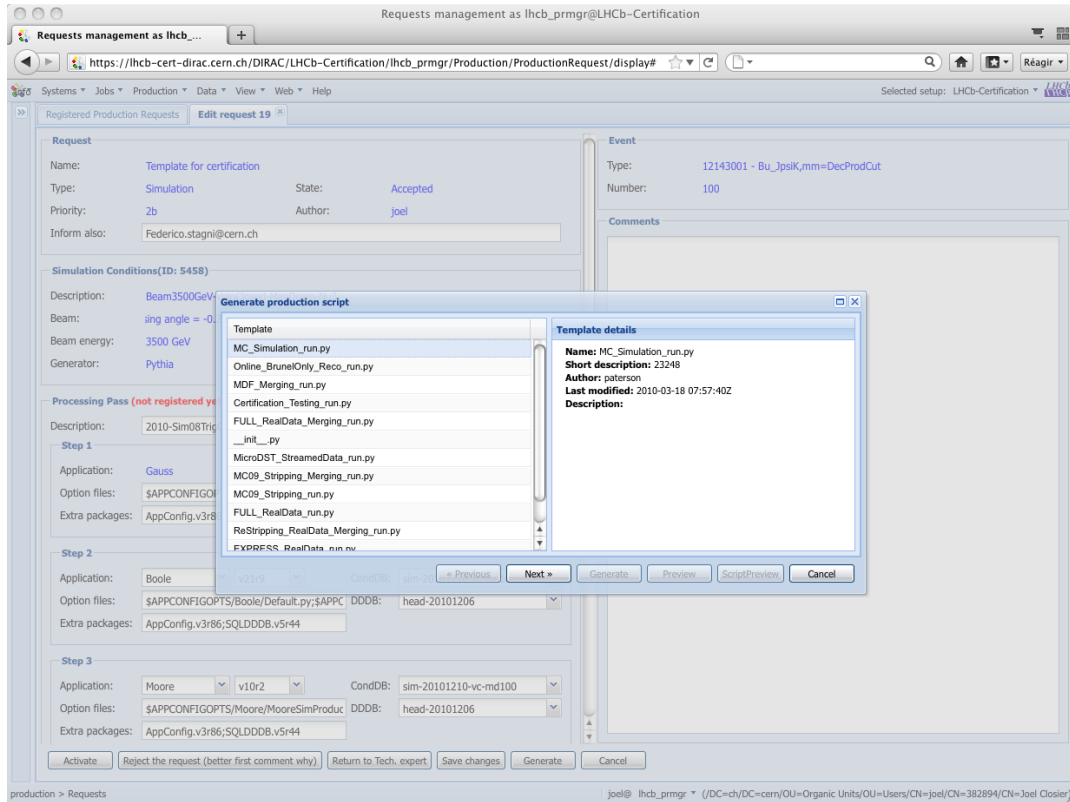 Requests management as lhcb_prmgr@LHCb-Certification
Requests management as lhcb_...
https://lhcb-cert-dirac.cern.ch/DIRAC/LHCb-Certification/lhcb_prmgr/Production/ProductionRequest/display#
Réagir
Systems Jobs Production Data View Web Help
Selected setup: LHCb-Certification
Registered Production Requests
Edit request 19
Request
Name: Template for certification
Type: Simulation State: Accepted
Priority: 2b Author: joel
Inform also: Federico.stagni@cern.ch
Event
Type: 12143001 - Bu_JpsiK,mm=DecProdCut
Number: 100
Comments
Simulation Conditions(ID: 5458)
Description: Beam3500GeV-
Beam: sing angle = -0.
Beam energy: 3500 GeV
Generator: Pythia
Processing Pass (not registered ye
Description: 2010-Sim08Trig
Step 1
Application: Gauss
Option files: $APPCONFIGOP
Extra packages: AppConfig.v3r8
Step 2
Application: Boole v21r9 CondDB: sim-20
Option files: $APPCONFIGOPTS/Boole/Default.py;$APPC DDDB: head-20101206
Extra packages: AppConfig.v3r86;SQLDDDB.v5r44
Step 3
Application: Moore v10r2 CondDB: sim-20101210-vc-md100
Option files: $APPCONFIGOPTS/Moore/MooreSimProduc DDDB: head-20101206
Extra packages: AppConfig.v3r86;SQLDDDB.v5r44
Generate production script
Template
MC_Simulation_run.py
Online_BrunelOnly_Reco_run.py
MDF_Merging_run.py
Certification_Testing_run.py
FULL_RealData_Merging_run.py
__init__.py
MicroDST_StreamedData_run.py
MC09_Stripping_Merging_run.py
MC09_Stripping_run.py
FULL_RealData_run.py
ReStripping_RealData_Merging_run.py
EXPRESS_RealData_run.py
Template details
Name: MC_Simulation_run.py
Short description: 23248
Author: paterson
Last modified: 2010-03-18 07:57:40Z
Description:
« Previous Next » Generate Preview ScriptPreview Cancel
Activate Reject the request (better first comment why) Return to Tech. expert Save changes Generate Cancel
production > Requests
joel@ lhcb_prmgr (/DC=ch/DC=cern/OU=Organic Units/OU=Users/CN=joel/CN=382894/CN=Joel Closier)